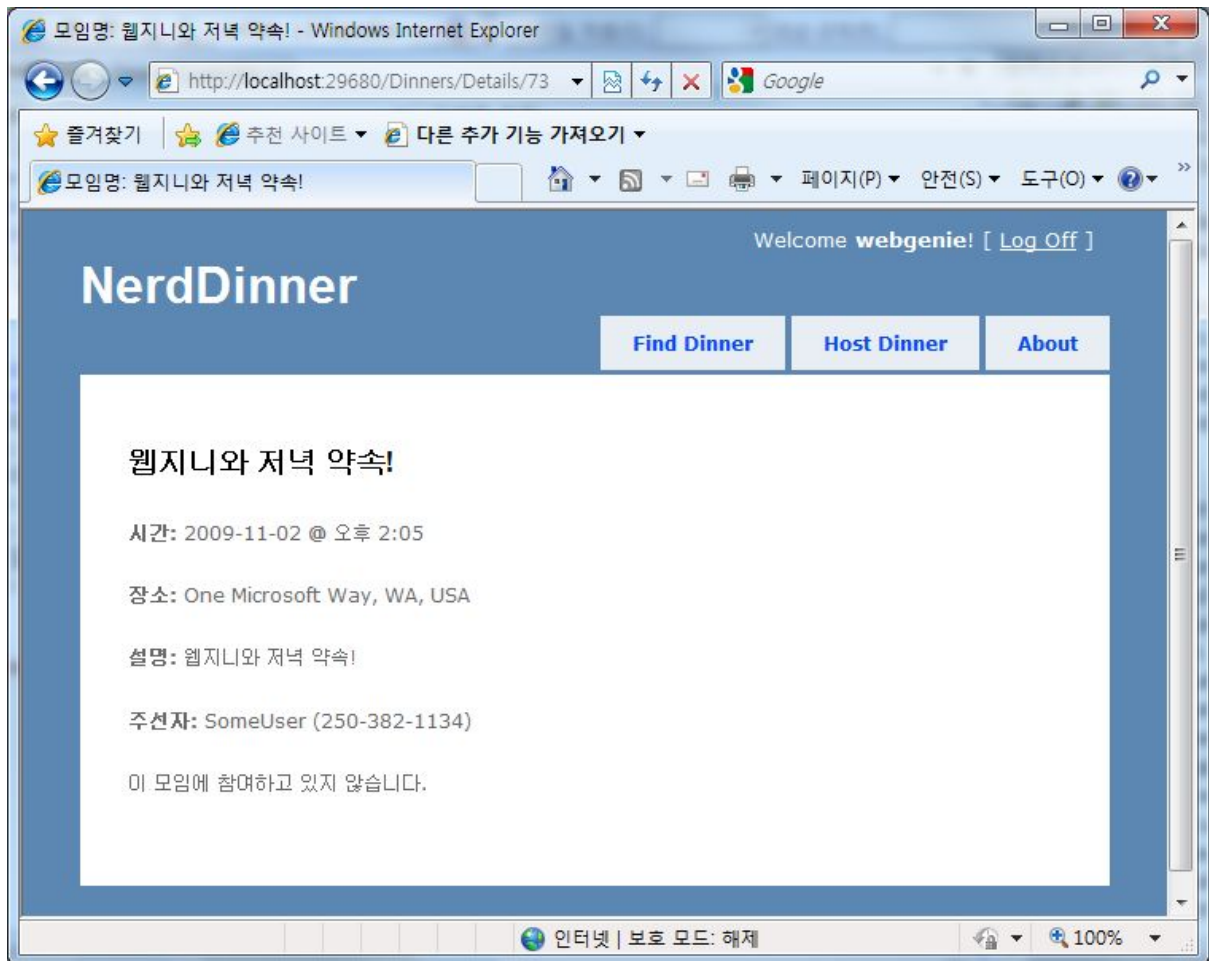 모임명: 웹지니와 저녁 약속! - Windows Internet Explorer
http://localhost:29680/Dinners/Details/73
Google
즐겨찾기 추천 사이트 다른 추가 기능 가져오기
모임명: 웹지니와 저녁 약속! 페이지(P) 안전(S) 도구(O) »
Welcome webgenie! [ Log Off ]
NerdDinner
Find Dinner Host Dinner About
웹지니와 저녁 약속!
시간: 2009-11-02 @ 오후 2:05
장소: One Microsoft Way, WA, USA
설명: 웹지니와 저녁 약속!
주선자: SomeUser (250-382-1134)
이 모임에 참여하고 있지 않습니다.
인터넷 | 보호 모드: 해제 100%